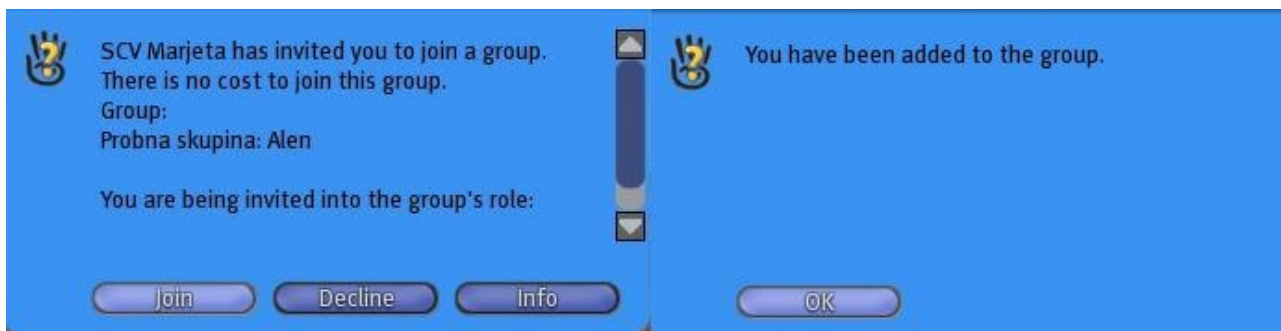 SCV Marjeta has invited you to join a group.
There is no cost to join this group.
Group:
Probna skupina: Alen
You are being invited into the group's role:
Join
Decline
Info
You have been added to the group.
OK